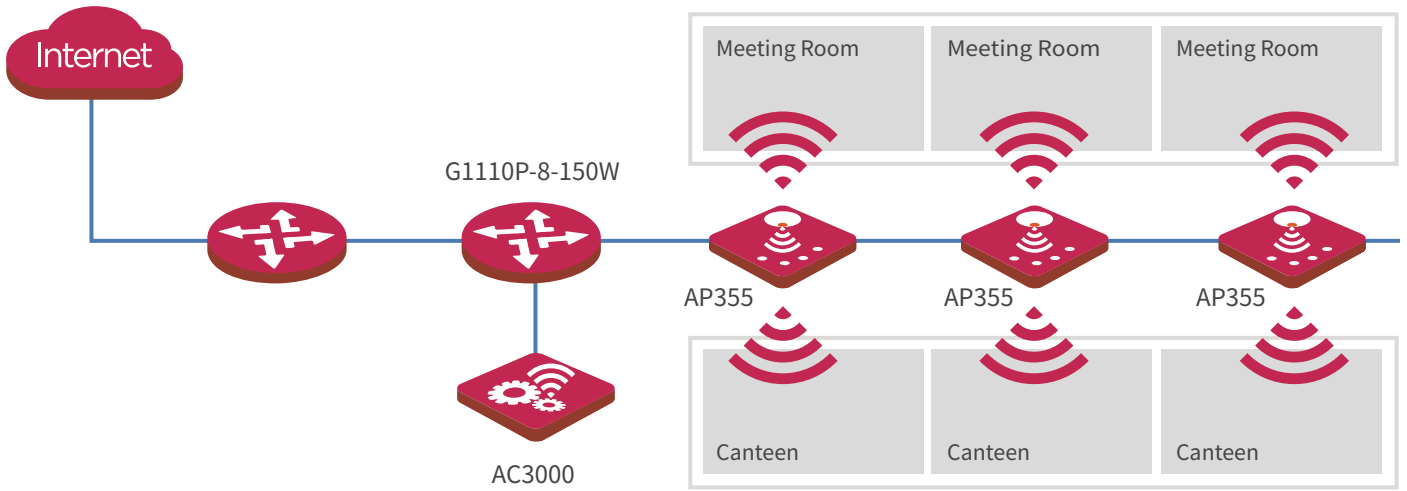 Internet
Meeting Room
Meeting Room
Meeting Room
G1110P-8-150W
AP355
AP355
AP355
AC3000
Canteen
Canteen
Canteen